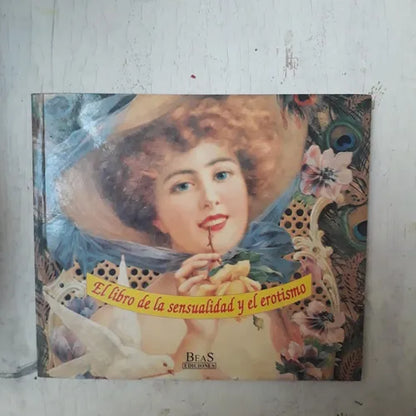 El libro de la sensualidad y el erotismo
BEAS
EDICIONES